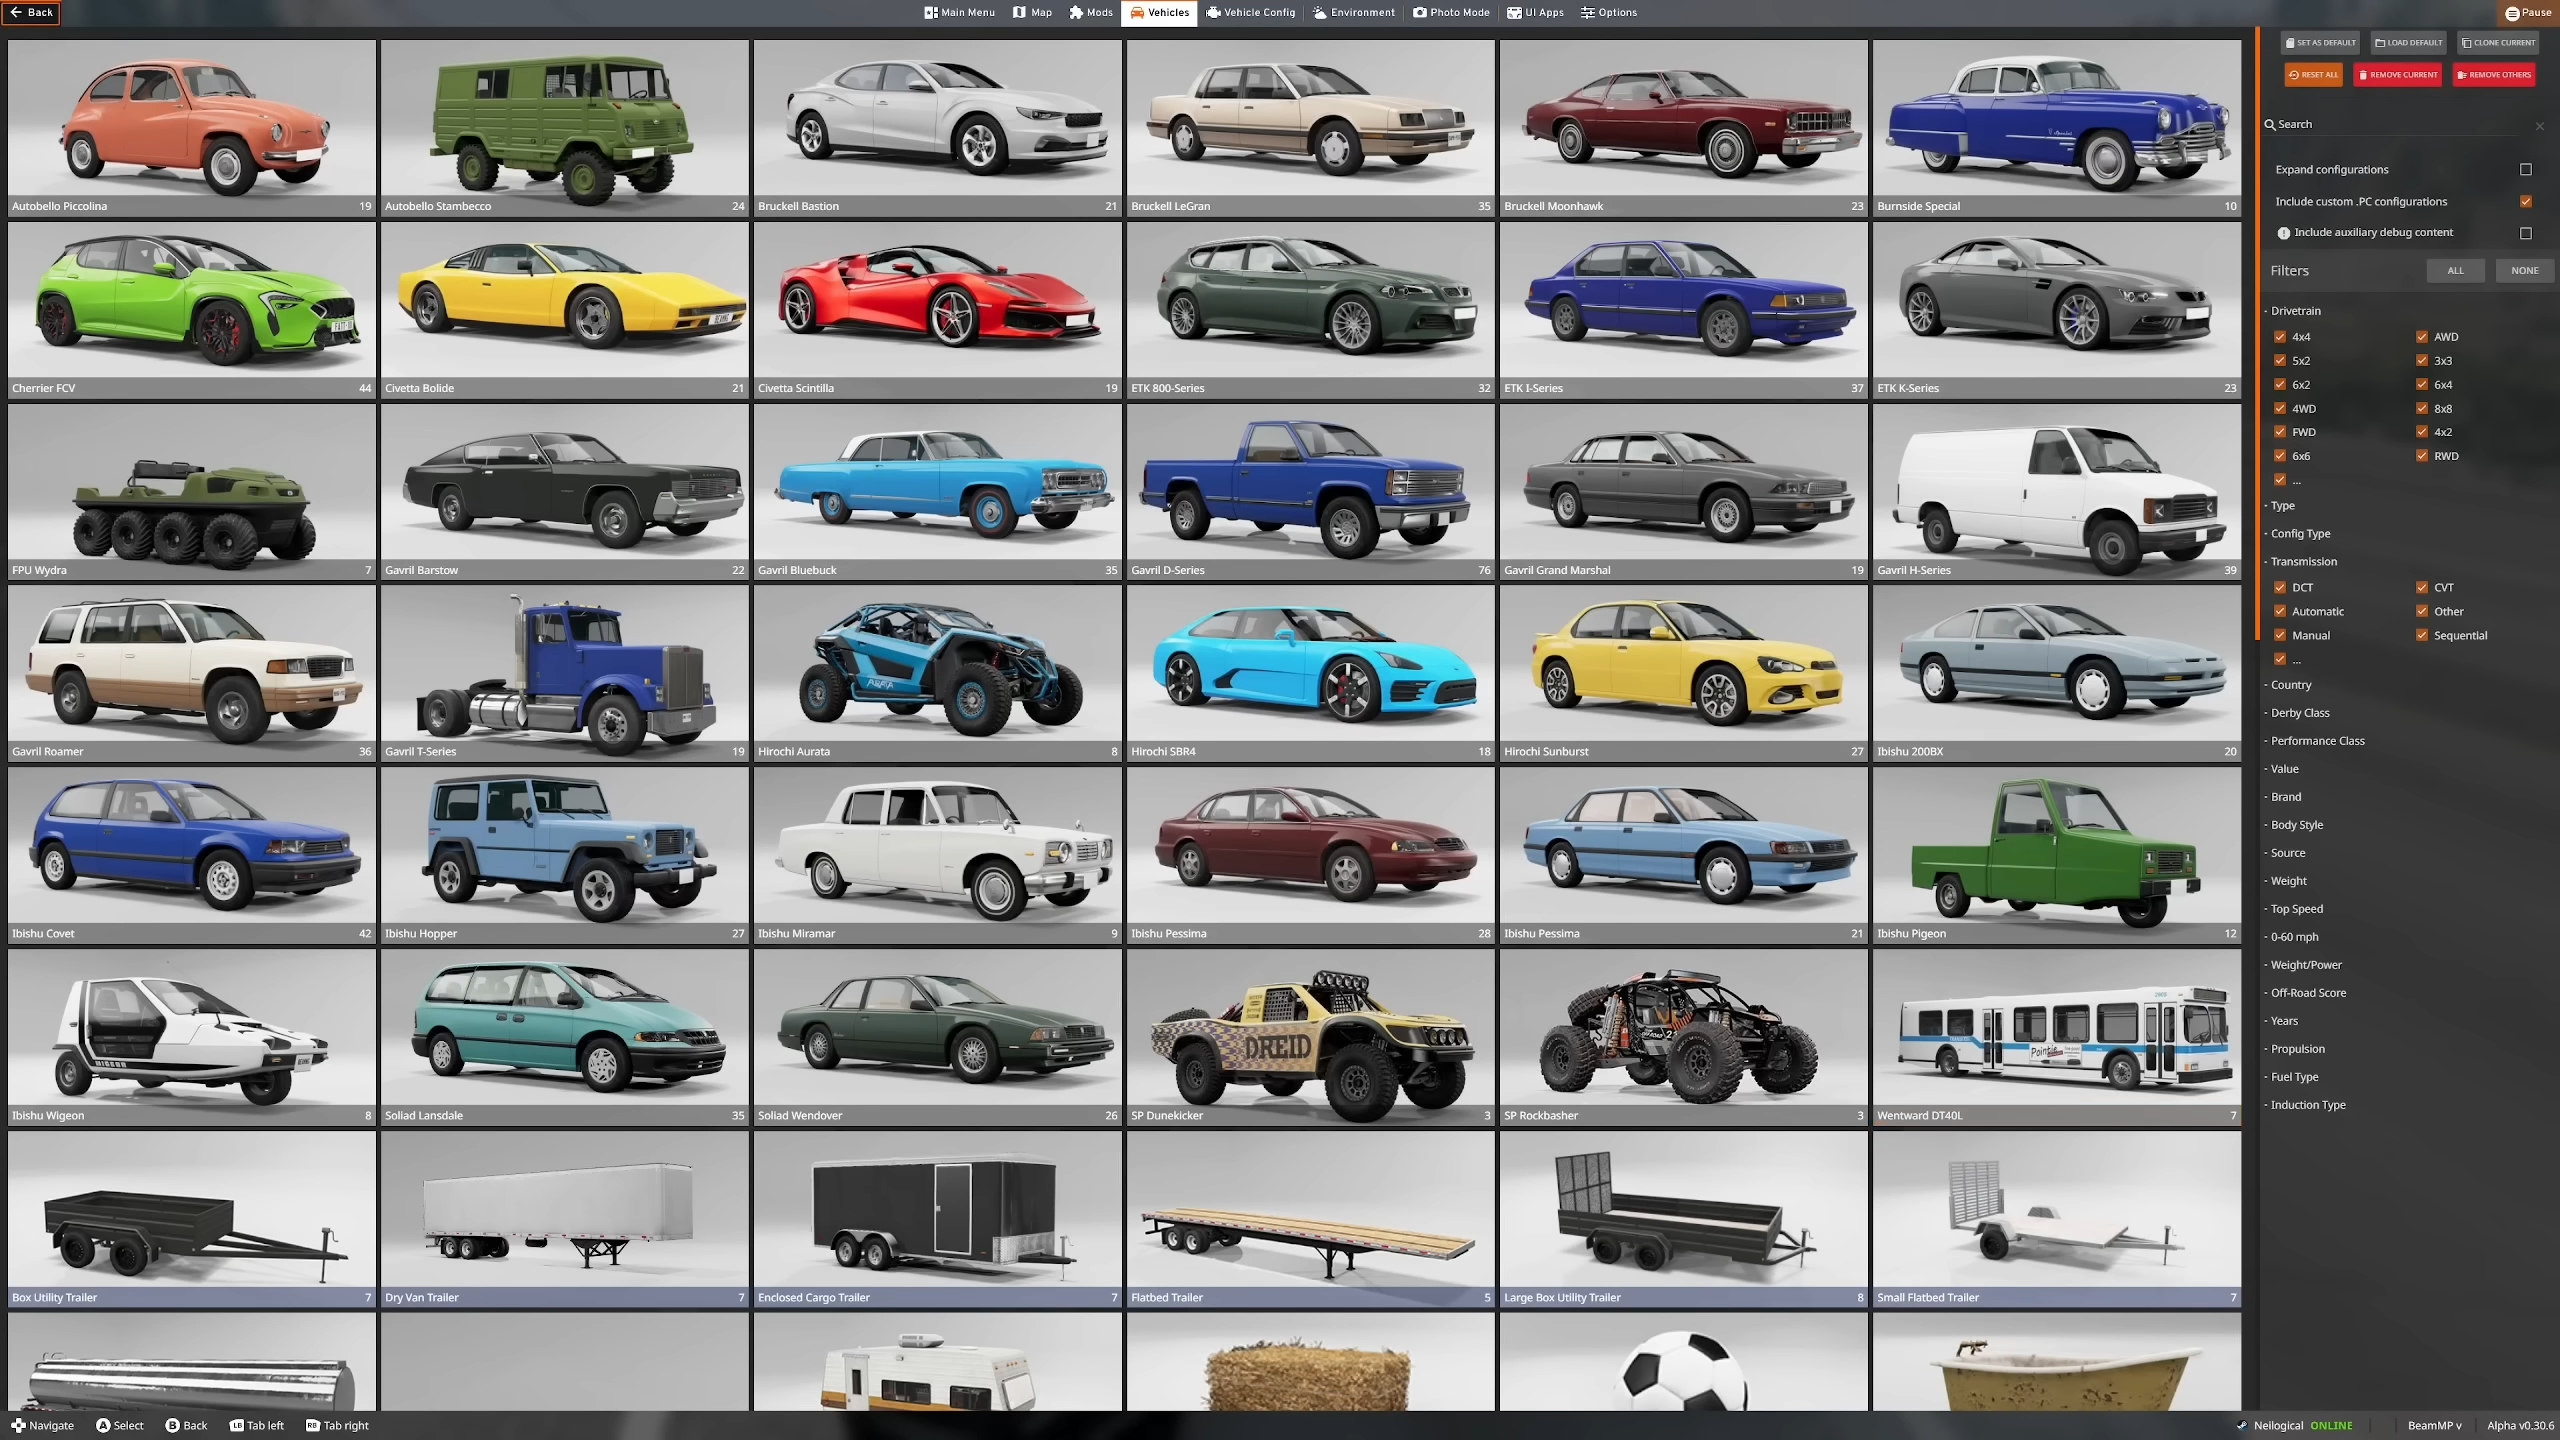 Back
Main Menu
Map
Mods
Vehicles
Vehicle Config
Environment
Photo Mode
UI Apps
Options
Pause
SET AS DEFAULT
LOAD DEFAULT
CLONE CURRENT
RESET ALL
REMOVE CURRENT
REMOVE OTHERS
Search
Expand configurations
Include custom .PC configurations
Include auxiliary debug content
Filters
ALL
NONE
- Drivetrain
4x4
AWD
5x2
3x3
6x2
6x4
4WD
8x8
FWD
4x2
6x6
RWD
...
- Type
- Config Type
- Transmission
DCT
CVT
Automatic
Other
Manual
Sequential
...
- Country
- Derby Class
- Performance Class
- Value
- Brand
- Body Style
- Source
- Weight
- Top Speed
- 0-60 mph
- Weight/Power
- Off-Road Score
- Years
- Propulsion
- Fuel Type
- Induction Type
Autobello Piccolina 19
Autobello Stambecco 24
Bruckell Bastion 21
Bruckell LeGran 35
Bruckell Moonhawk 23
Burnside Special 10
Cherrier FCV 44
Civetta Bolide 21
Civetta Scintilla 19
ETK 800-Series 32
ETK I-Series 37
ETK K-Series 23
FPU Wydra 7
Gavril Barstow 22
Gavril Bluebuck 35
Gavril D-Series 76
Gavril Grand Marshal 19
Gavril H-Series 39
Gavril Roamer 36
Gavril T-Series 19
Hirochi Aurata 8
Hirochi SBR4 18
Hirochi Sunburst 27
Ibishu 200BX 20
Ibishu Covet 42
Ibishu Hopper 27
Ibishu Miramar 9
Ibishu Pessima 28
Ibishu Pessima 21
Ibishu Pigeon 12
DREID
Ibishu Wigeon 8
Soliad Lansdale 35
Soliad Wendover 26
SP Dunekicker 3
SP Rockbasher 3
Wentward DT40L 7
Box Utility Trailer 7
Dry Van Trailer 7
Enclosed Cargo Trailer 7
Flatbed Trailer 5
Large Box Utility Trailer 8
Small Flatbed Trailer 7
Navigate
A Select
B Back
LB Tab left
RB Tab right
Neilogical ONLINE
BeamMP v
Alpha v0.30.6